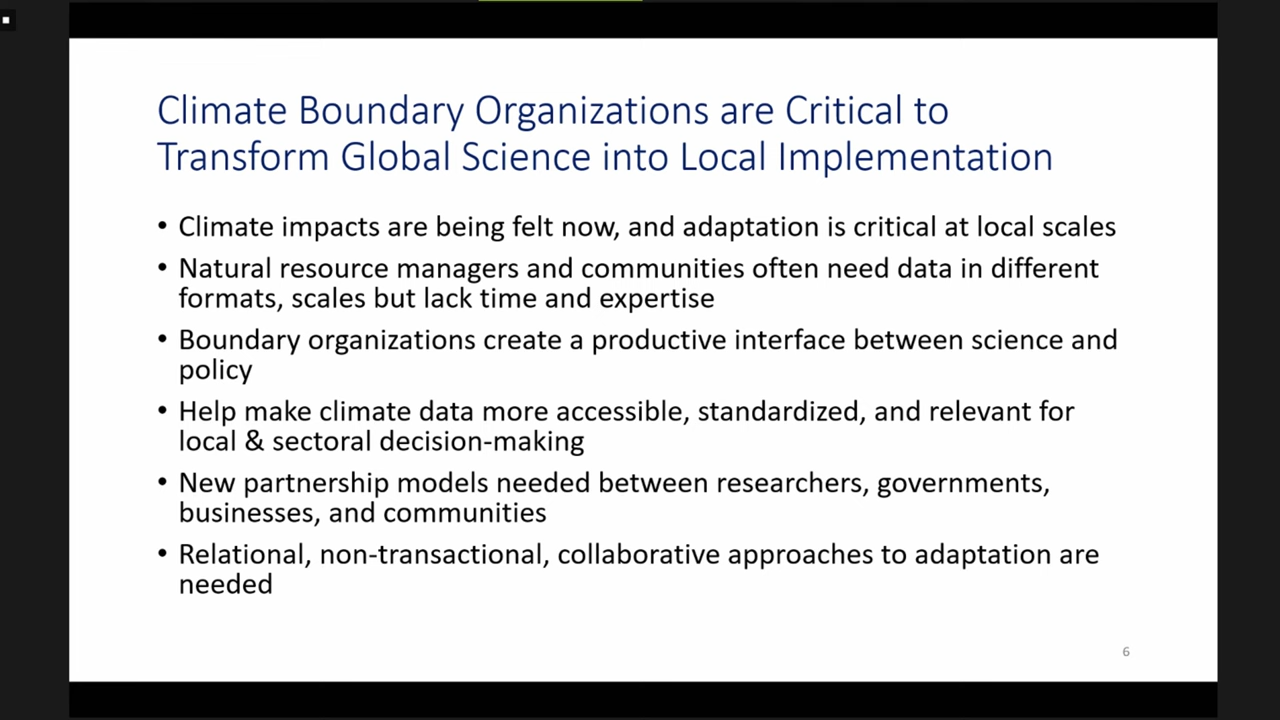 Climate Boundary Organizations are Critical to
Transform Global Science into Local Implementation
• Climate impacts are being felt now, and adaptation is critical at local scales
• Natural resource managers and communities often need data in different
formats, scales but lack time and expertise
• Boundary organizations create a productive interface between science and
policy
• Help make climate data more accessible, standardized, and relevant for
local & sectoral decision-making
• New partnership models needed between researchers, governments,
businesses, and communities
• Relational, non-transactional, collaborative approaches to adaptation are
needed
6